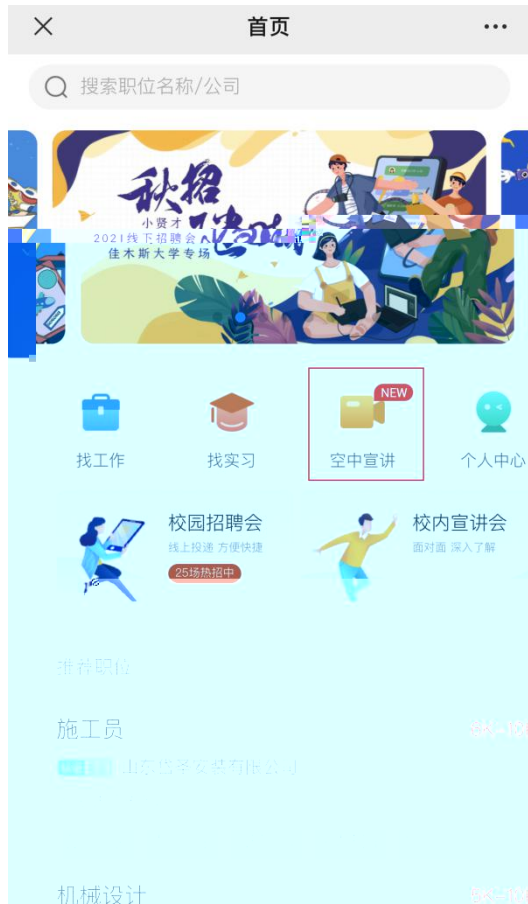 首页
搜索职位名称/公司
秋招
小贤才
2021线下招聘会
佳木斯大学专场
NEW
找工作
找实习
空中宣讲
个人中心
校园招聘会
线上投递 方便快捷
25场热招中
校内宣讲会
面对面 深入了解
推荐职位
施工员
机械设计